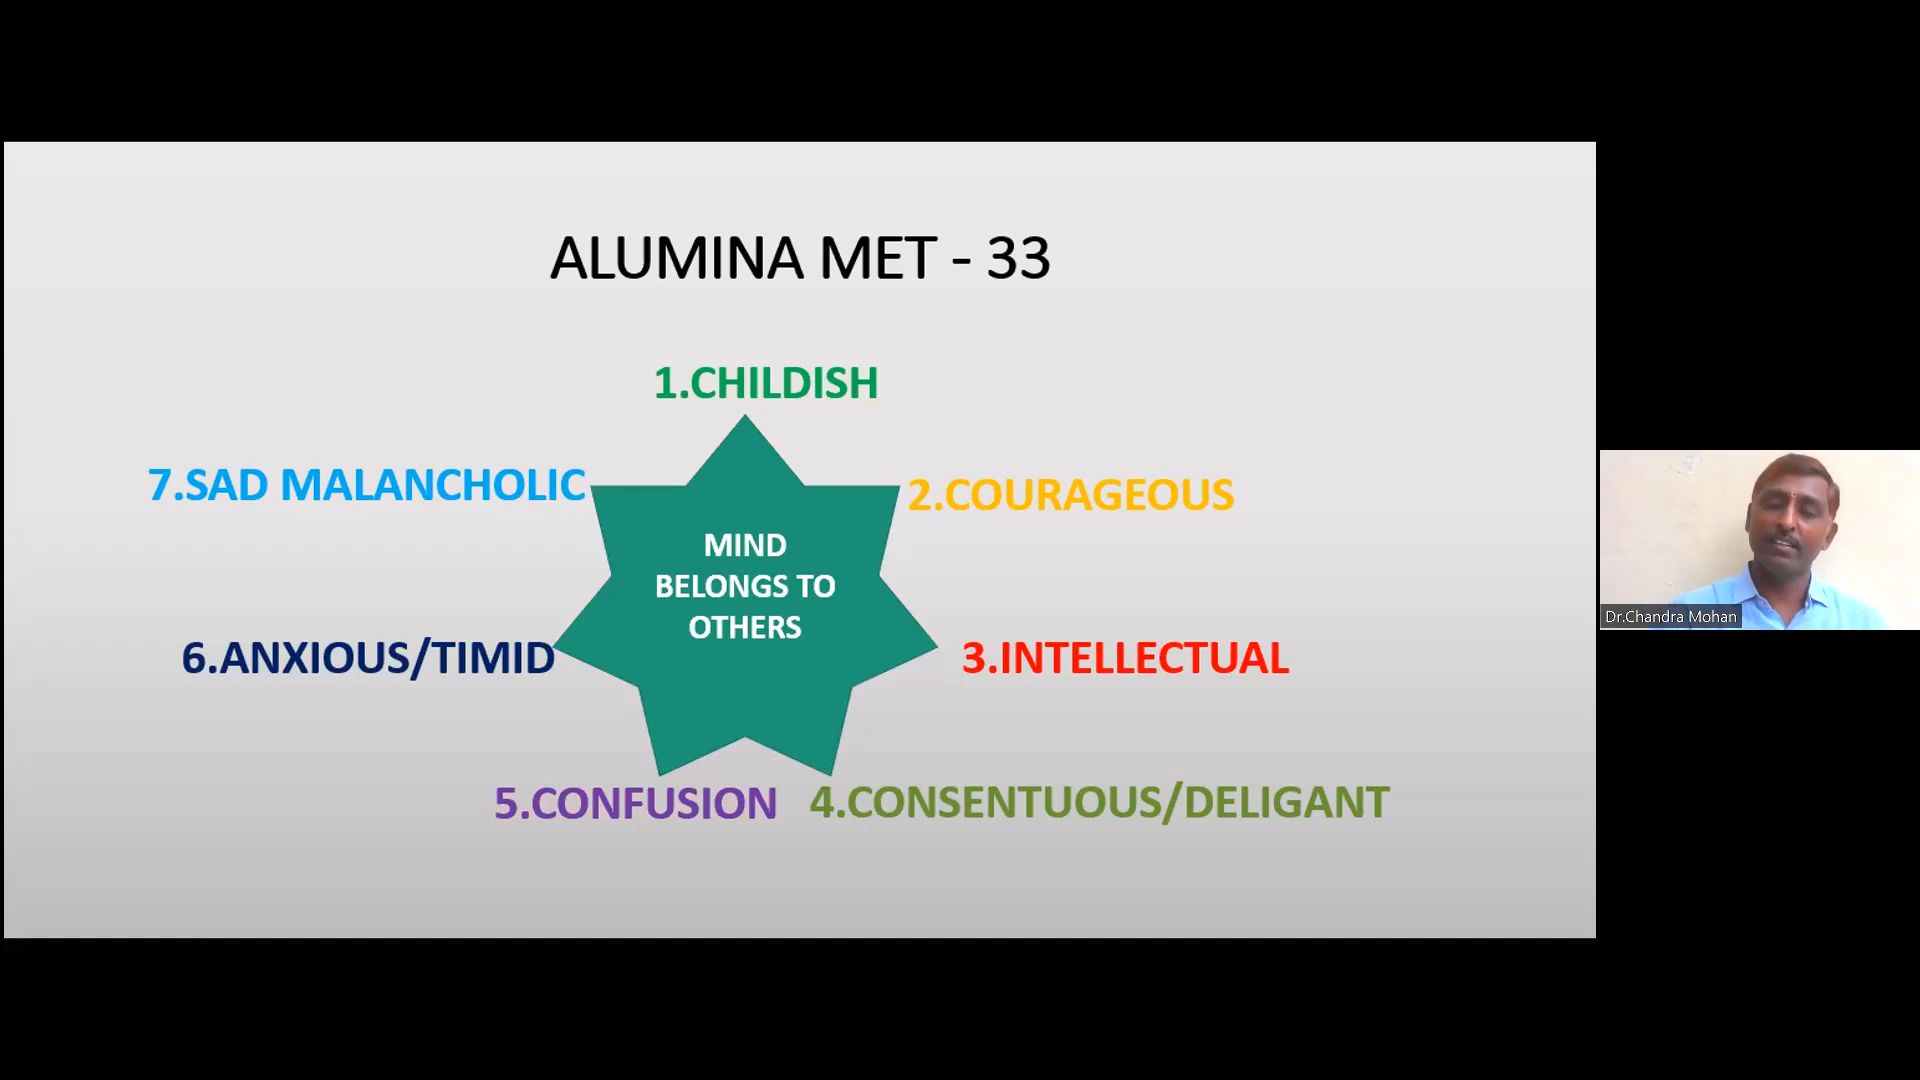 ALUMINA MET - 33
1.CHILDISH
7.SAD MALANCHOLIC
2.COURAGEOUS
MIND
BELONGS TO
OTHERS
6.ANXIOUS/TIMID
3.INTELLECTUAL
5.CONFUSION
4.CONSENTUOUS/DELIGANT
Dr.Chandra Mohan